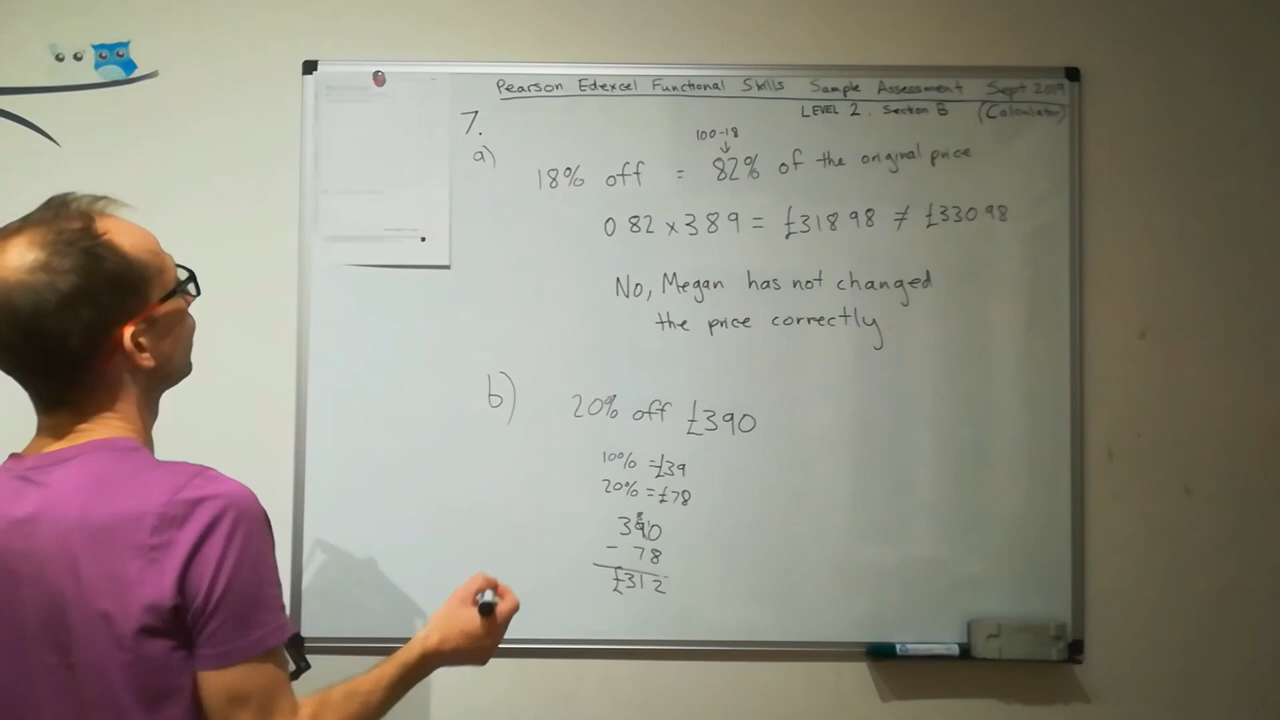 Pearson Edexcel Functional Skills Sample Assessment Sept 2019
LEVEL 2, Section B (Calculator)
7.
100-18
↓
a) 18% off = 82% of the original price
0.82 x 389 = £318.98 ≠ £330.98
No, Megan has not changed
the price correctly
b) 20% off £390
10% = £39
20% = £78
390
- 78
£312